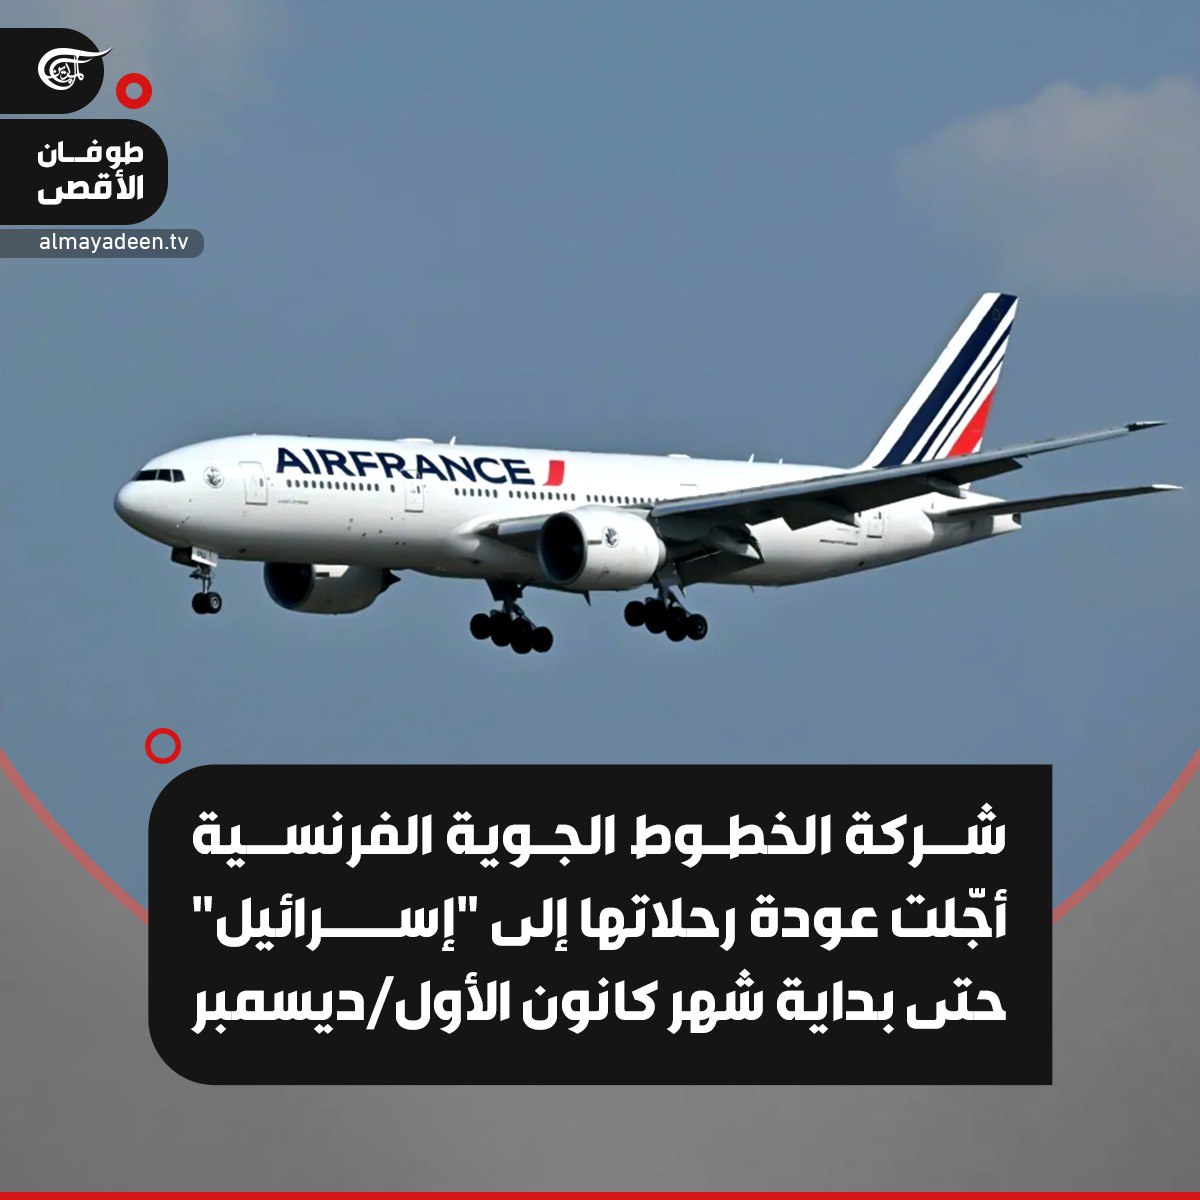 طوفان
الأقصى
almayadeen.tv
AIRFRANCE
شركة الخطوط الجوية الفرنسية
أجّلت عودة رحلاتها إلى "إسرائيل"
حتى بداية شهر كانون الأول/ديسمبر